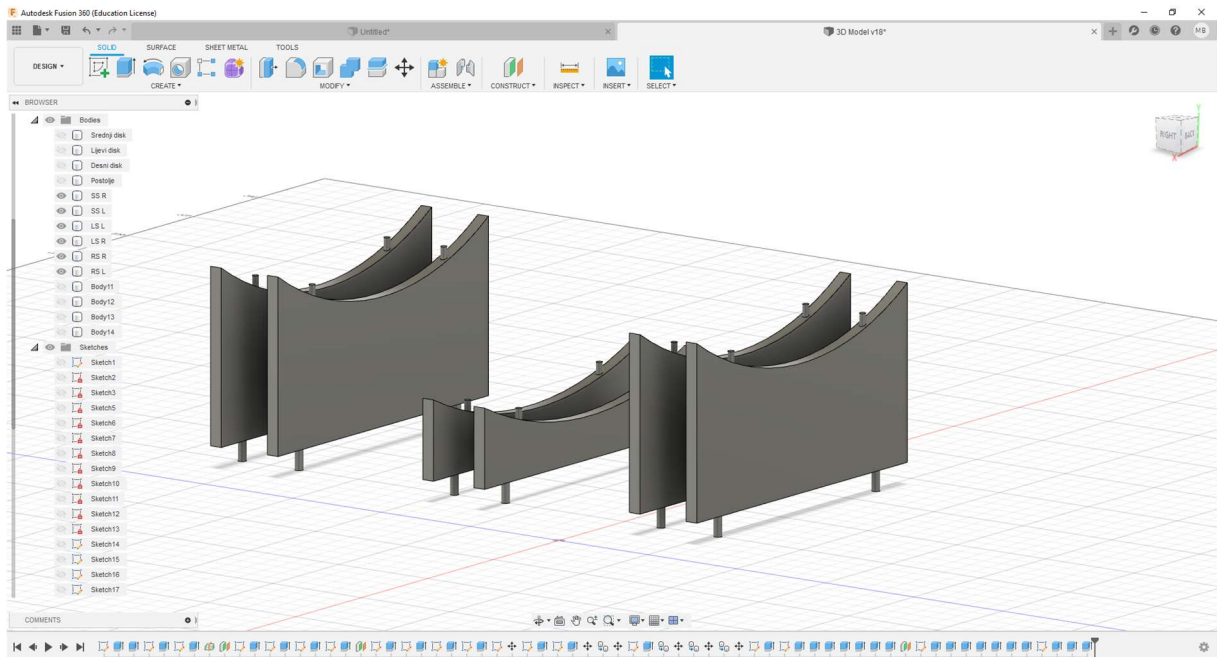 Autodesk Fusion 360 (Education License)
Untitled*
3D Model v18*
MB
SOLID SURFACE SHEET METAL TOOLS
DESIGN
CREATE MODIFY ASSEMBLE CONSTRUCT INSPECT INSERT SELECT
BROWSER
Bodies
Srednji disk
Lijevi disk
Desni disk
Postolje
SS R
SS L
LS L
LS R
RS R
RS L
Body11
Body12
Body13
Body14
Sketches
Sketch1
Sketch2
Sketch3
Sketch5
Sketch6
Sketch7
Sketch8
Sketch9
Sketch10
Sketch11
Sketch12
Sketch13
Sketch14
Sketch15
Sketch16
Sketch17
RIGHT BACK
Y
X
COMMENTS